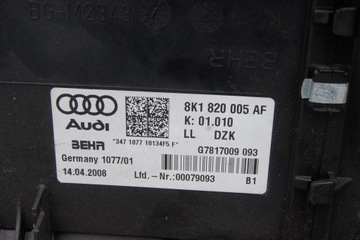 BEHR
8K1 820 005 AF
K: 01.010
LL DZK
Audi
BEHR
*347 1077 10134F5 F*
G7817009 093
Germany 1077/01
14.04.2008
Lfd.-Nr.:00079093
B1